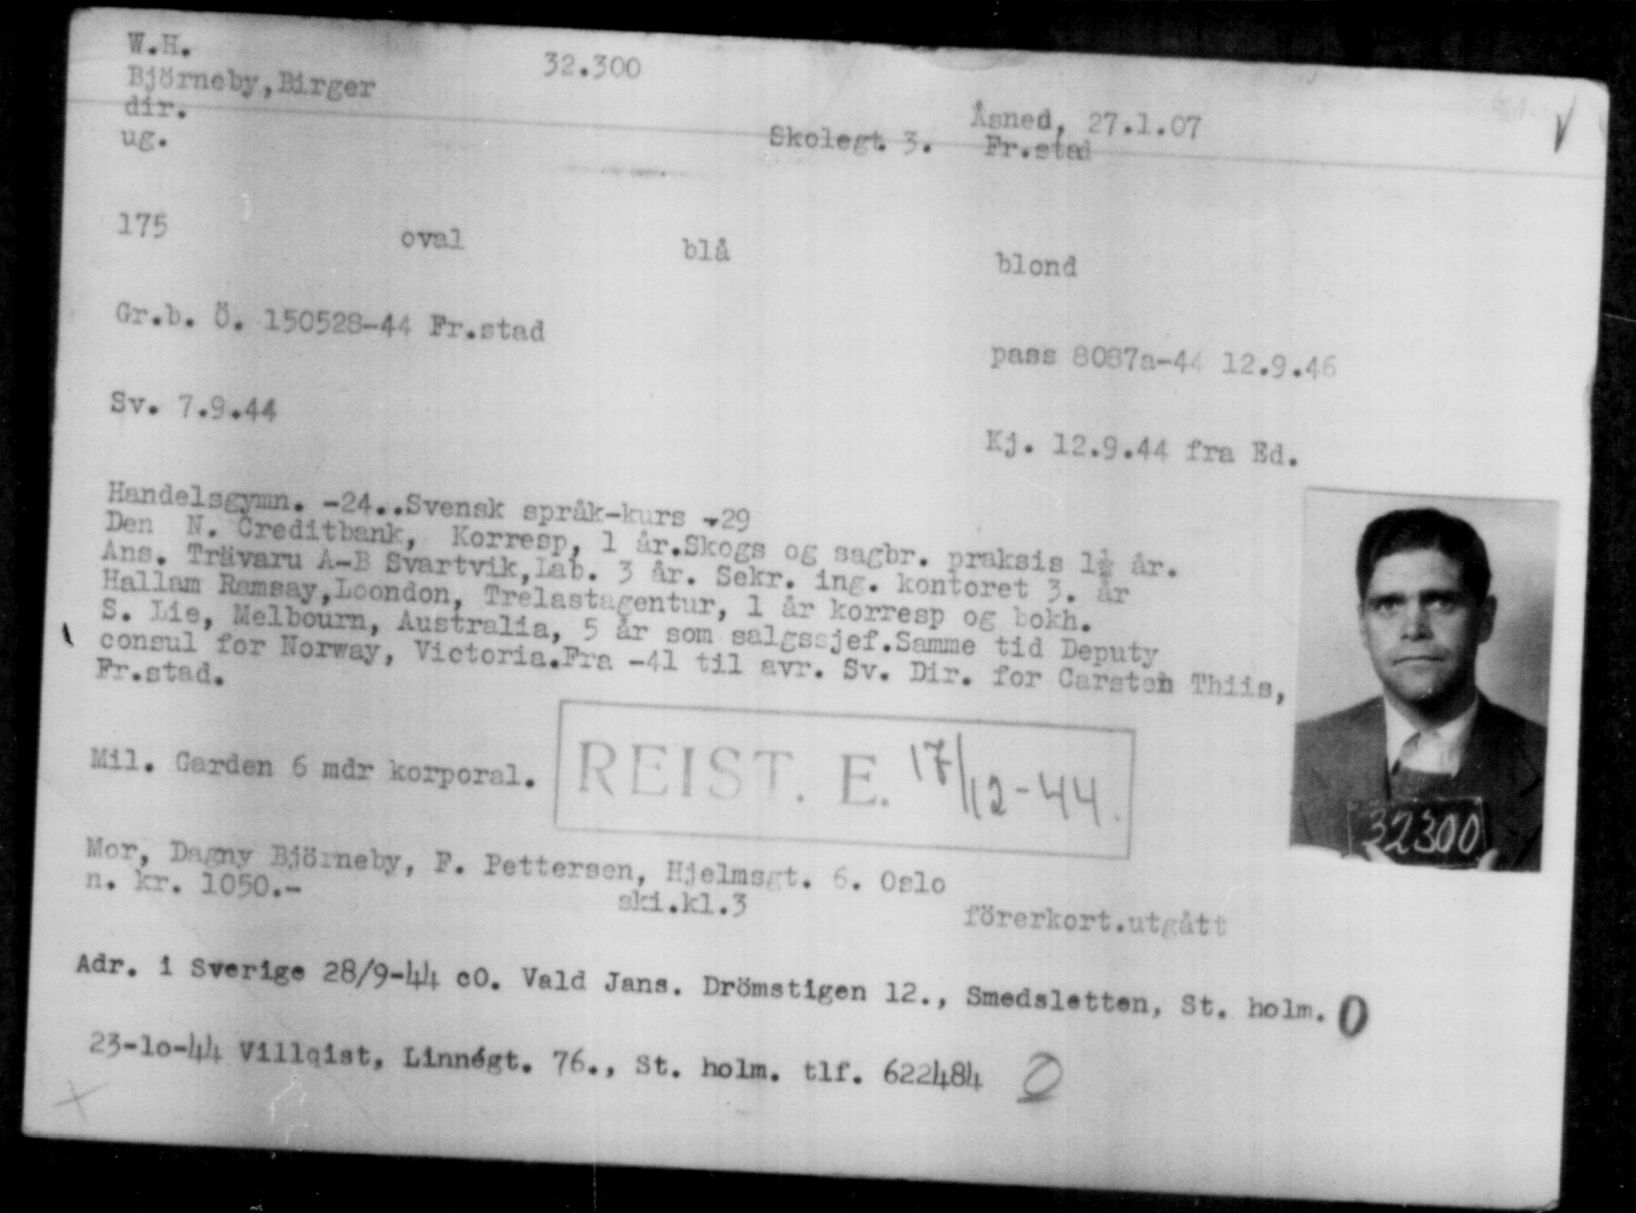 W.H.
32.300
Björneby,Birger
dir.
Åsned, 27.1.07
ug.
Skolegt. 3. Fr.stad
175 oval blå blond
Gr.b. Ö. 150528-44 Fr.stad
pass 8087a-44 12.9.46
Sv. 7.9.44
Kj. 12.9.44 fra Ed.
Handelsgymn. -24..Svensk språk-kurs -29
Den N. Creditbank, Korresp, 1 år.Skogs og sagbr. praksis 1½ år.
Ans. Trävaru A-B Svartvik,Lab. 3 år. Sekr. ing. kontoret 3. år
Hallam Ramsay,Loondon, Trelastagentur, 1 år korresp og bokh.
S. Lie, Melbourn, Australia, 5 år som salgssjef.Samme tid Deputy
consul for Norway, Victoria.Fra -41 til avr. Sv. Dir. for Carsten Thiis,
Fr.stad.
Mil. Garden 6 mdr korporal.
REIST. E. 17/12-44.
32300
Mor, Dagny Björneby, F. Pettersen, Hjelmsgt. 6. Oslo
n. kr. 1050.- ski.kl.3 förerkort.utgått
Adr. i Sverige 28/9-44 cO. Vald Jans. Drömstigen 12., Smedsletten, St. holm. O
23-10-44 Villqist, Linnégt. 76., St. holm. tlf. 622484 O